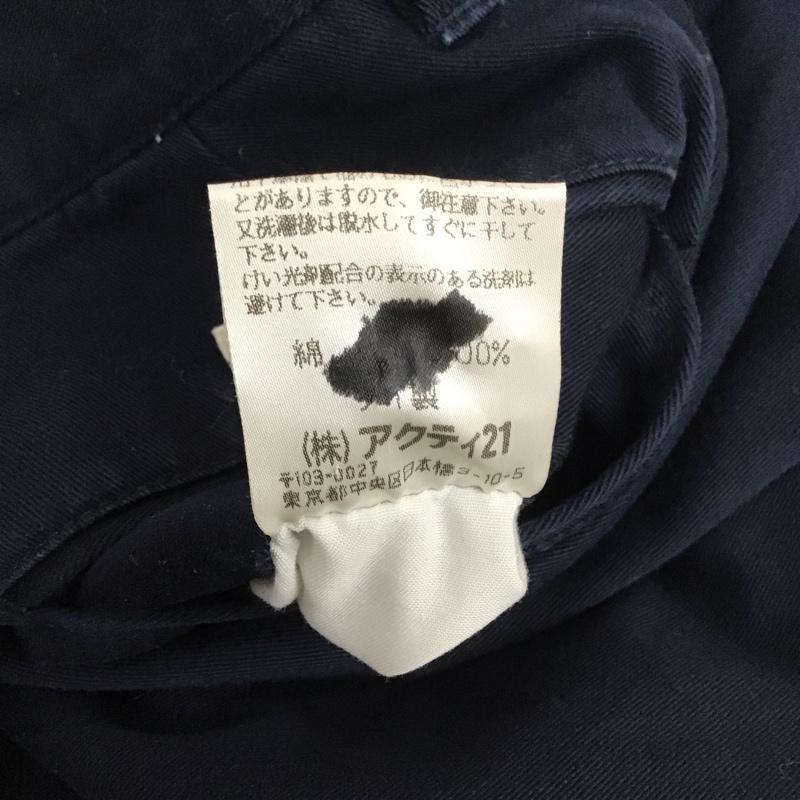 とがありますので、御注意下さい。
又洗濯後は脱水してすぐに干して
下さい。
けい光剤配合の表示のある洗剤は
避けて下さい。
綿 00%
製
(株)アクティ21
〒103-0027
東京都中央区日本橋3-10-5